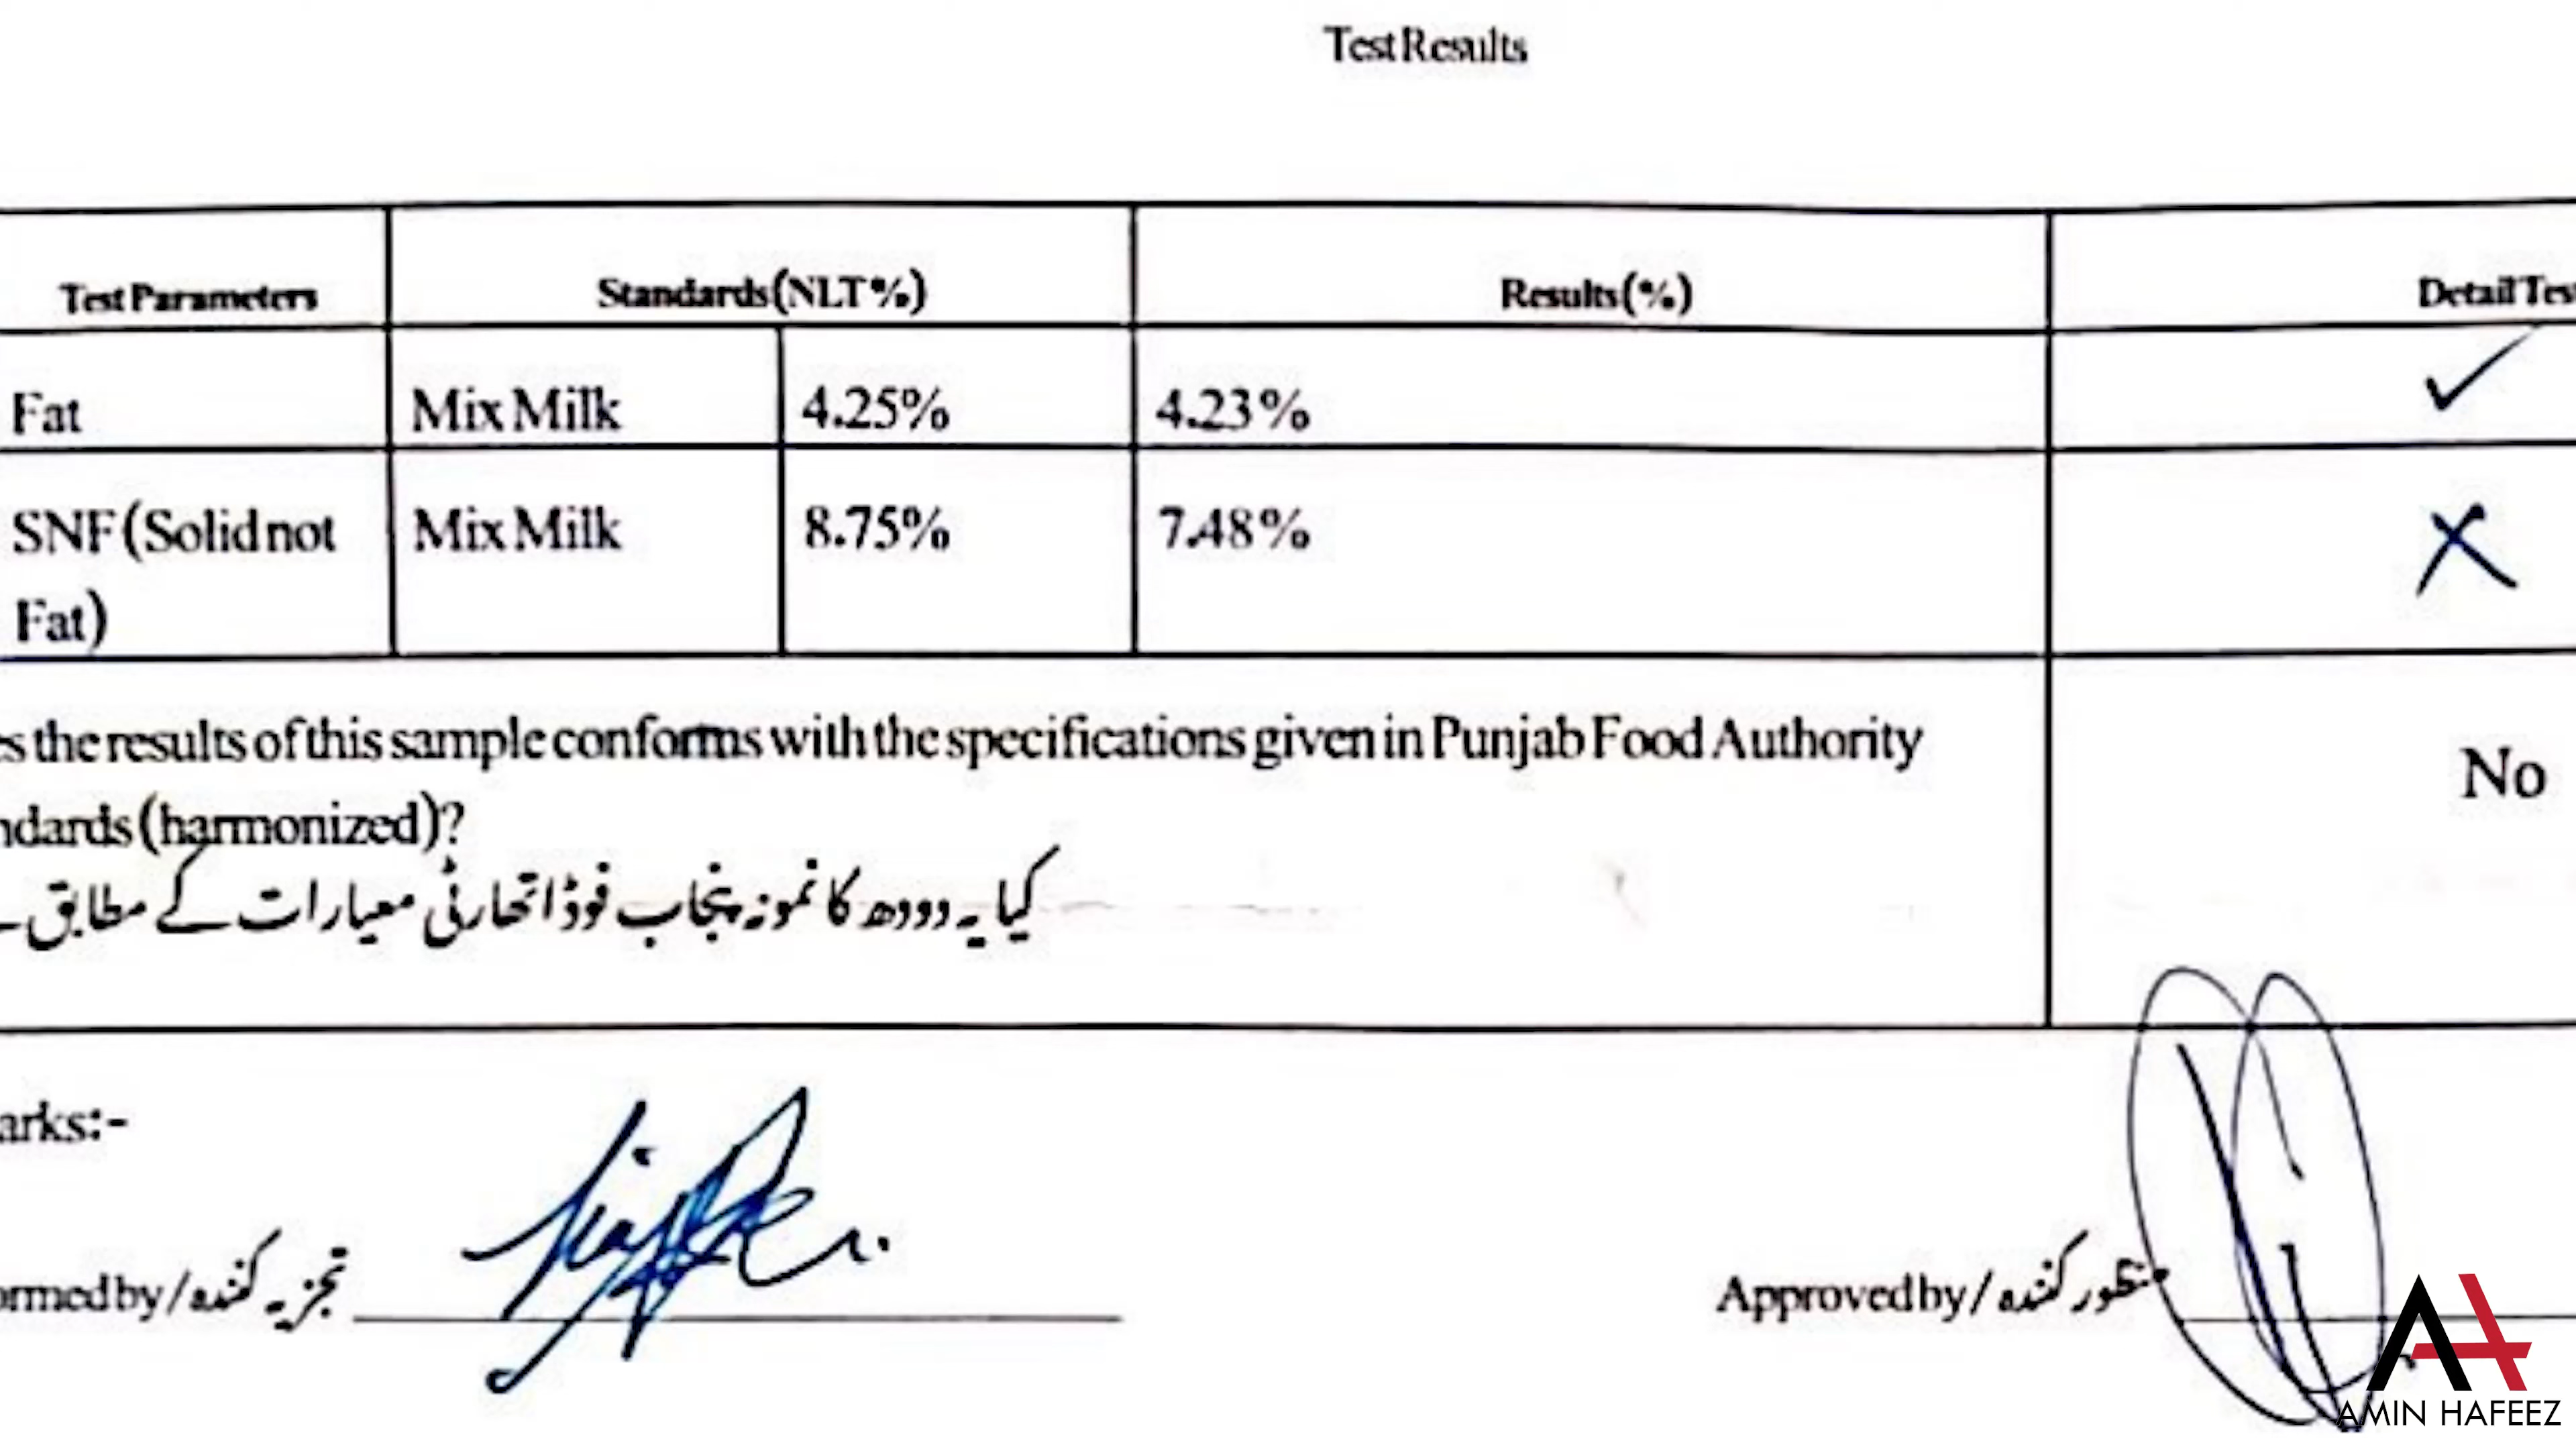 Test Results
Test Parameters Standards (NLT %) Results (%) Detail Tes
Fat Mix Milk 4.25% 4.23% ✓
SNF (Solid not Mix Milk 8.75% 7.48% X
Fat)
es the results of this sample conforms with the specifications given in Punjab Food Authority No
ndards (harmonized)?
کیا یہ دودھ کا نمونہ پنجاب فوڈ اتھارٹی معیارات کے مطابق
arks:-
ormed by / تجزیہ کنندہ
Approved by / منظور کنندہ
AMIN HAFEEZ